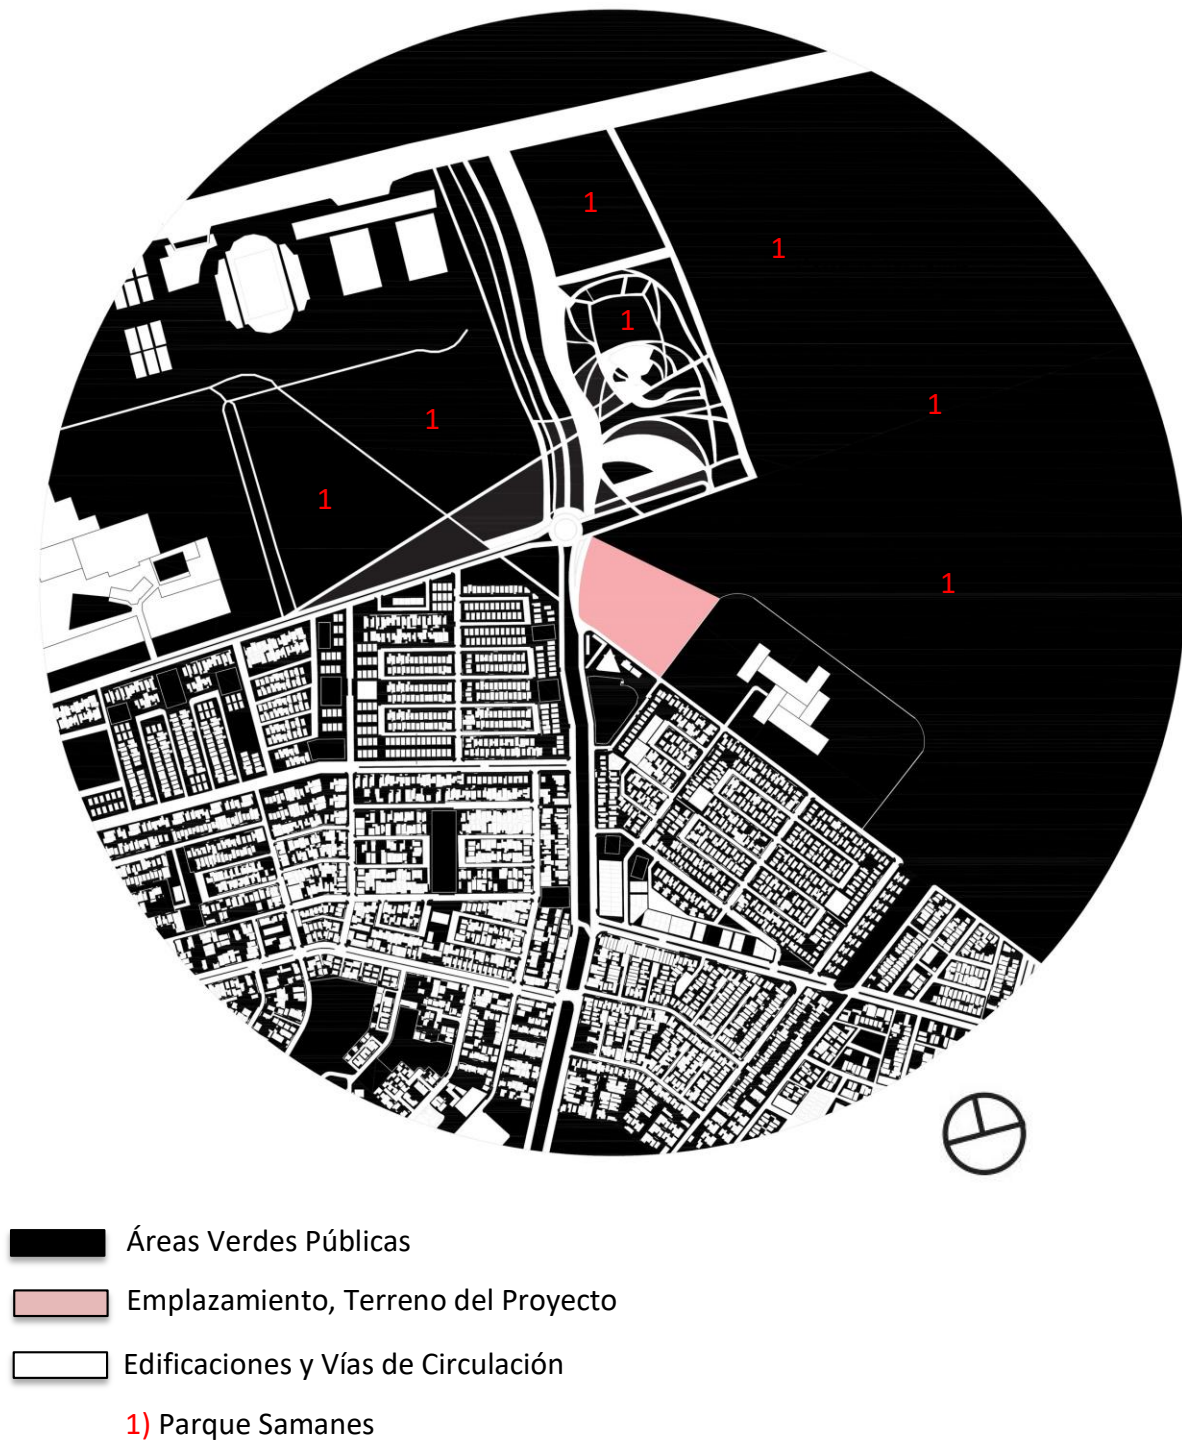 1
1
1
1
1
1
1
Áreas Verdes Públicas
Emplazamiento, Terreno del Proyecto
Edificaciones y Vías de Circulación
1) Parque Samanes